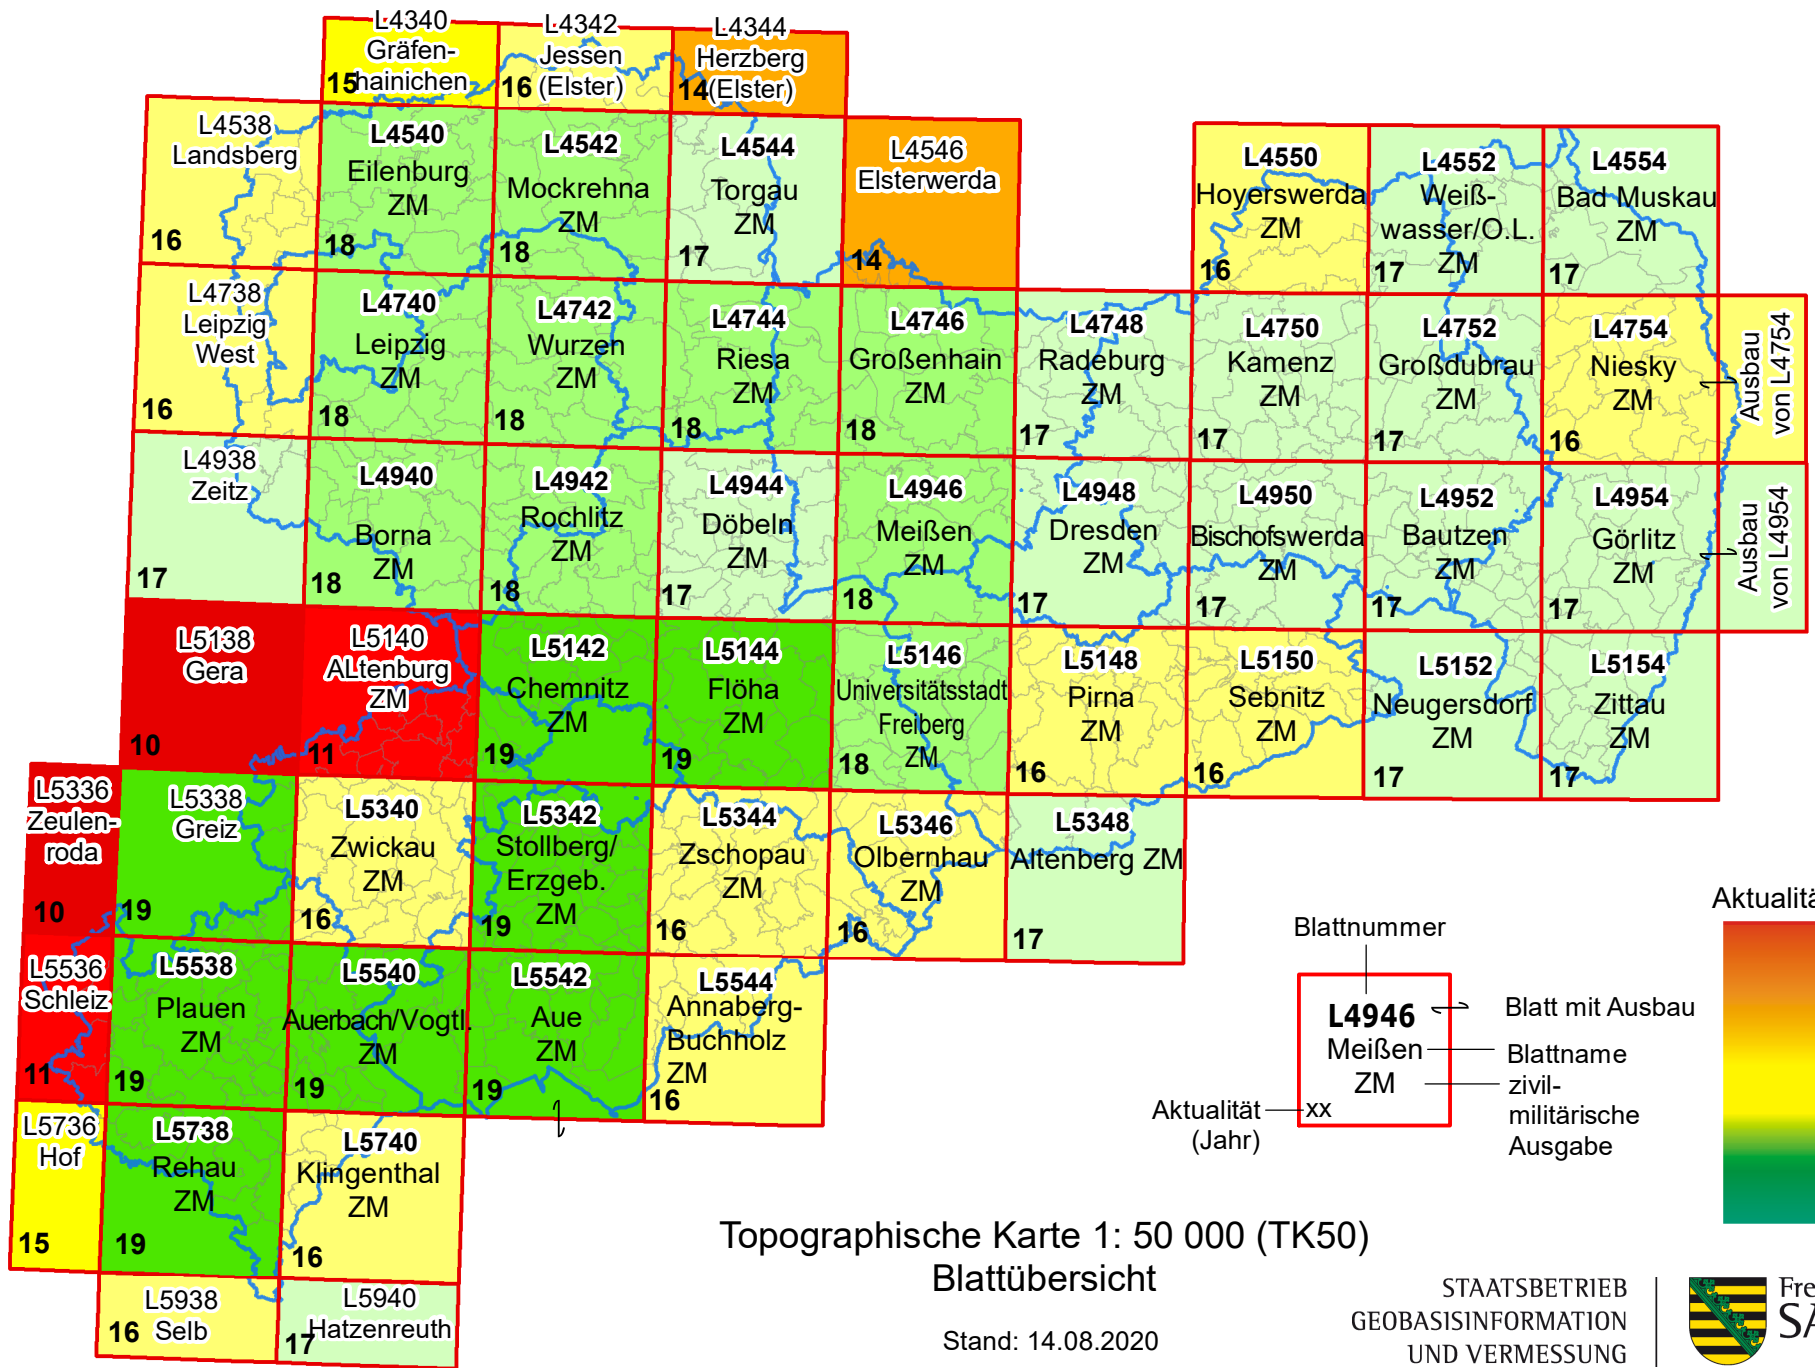 L4340
Gräfen-
hainichen
15
L4342
Jessen
(Elster)
16
L4344
Herzberg
(Elster)
14
L4538
Landsberg
16
L4540
Eilenburg
ZM
18
L4542
Mockrehna
ZM
18
L4544
Torgau
ZM
17
L4546
Elsterwerda
14
L4550
Hoyerswerda
ZM
16
L4552
Weiß-
wasser/O.L.
ZM
17
L4554
Bad Muskau
ZM
17
L4738
Leipzig
West
16
L4740
Leipzig
ZM
18
L4742
Wurzen
ZM
18
L4744
Riesa
ZM
18
L4746
Großenhain
ZM
18
L4748
Radeburg
ZM
17
L4750
Kamenz
ZM
17
L4752
Großdubrau
ZM
17
L4754
Niesky
ZM
16
Ausbau
von L4754
L4938
Zeitz
17
L4940
Borna
ZM
18
L4942
Rochlitz
ZM
18
L4944
Döbeln
ZM
17
L4946
Meißen
ZM
18
L4948
Dresden
ZM
17
L4950
Bischofswerda
ZM
17
L4952
Bautzen
ZM
17
L4954
Görlitz
ZM
17
Ausbau
von L4954
L5138
Gera
10
L5140
ALtenburg
ZM
11
L5142
Chemnitz
ZM
19
L5144
Flöha
ZM
19
L5146
Universitätsstadt
Freiberg
ZM
18
L5148
Pirna
ZM
16
L5150
Sebnitz
ZM
16
L5152
Neugersdorf
ZM
17
L5154
Zittau
ZM
17
L5336
Zeulen-
roda
10
L5338
Greiz
19
L5340
Zwickau
ZM
16
L5342
Stollberg/
Erzgeb.
ZM
19
L5344
Zschopau
ZM
16
L5346
Olbernhau
ZM
16
L5348
Altenberg ZM
17
L5536
Schleiz
11
L5538
Plauen
ZM
19
L5540
Auerbach/Vogtl.
ZM
19
L5542
Aue
ZM
19
L5544
Annaberg-
Buchholz
ZM
16
L5736
Hof
15
L5738
Rehau
ZM
19
L5740
Klingenthal
ZM
16
L5938
Selb
16
L5940
Hatzenreuth
17
Blattnummer
L4946
Meißen
ZM
xx
Blatt mit Ausbau
Blattname
zivil-
militärische
Ausgabe
Aktualität
(Jahr)
Topographische Karte 1: 50 000 (TK50)
Blattübersicht
Stand: 14.08.2020
STAATSBETRIEB
GEOBASISINFORMATION
UND VERMESSUNG